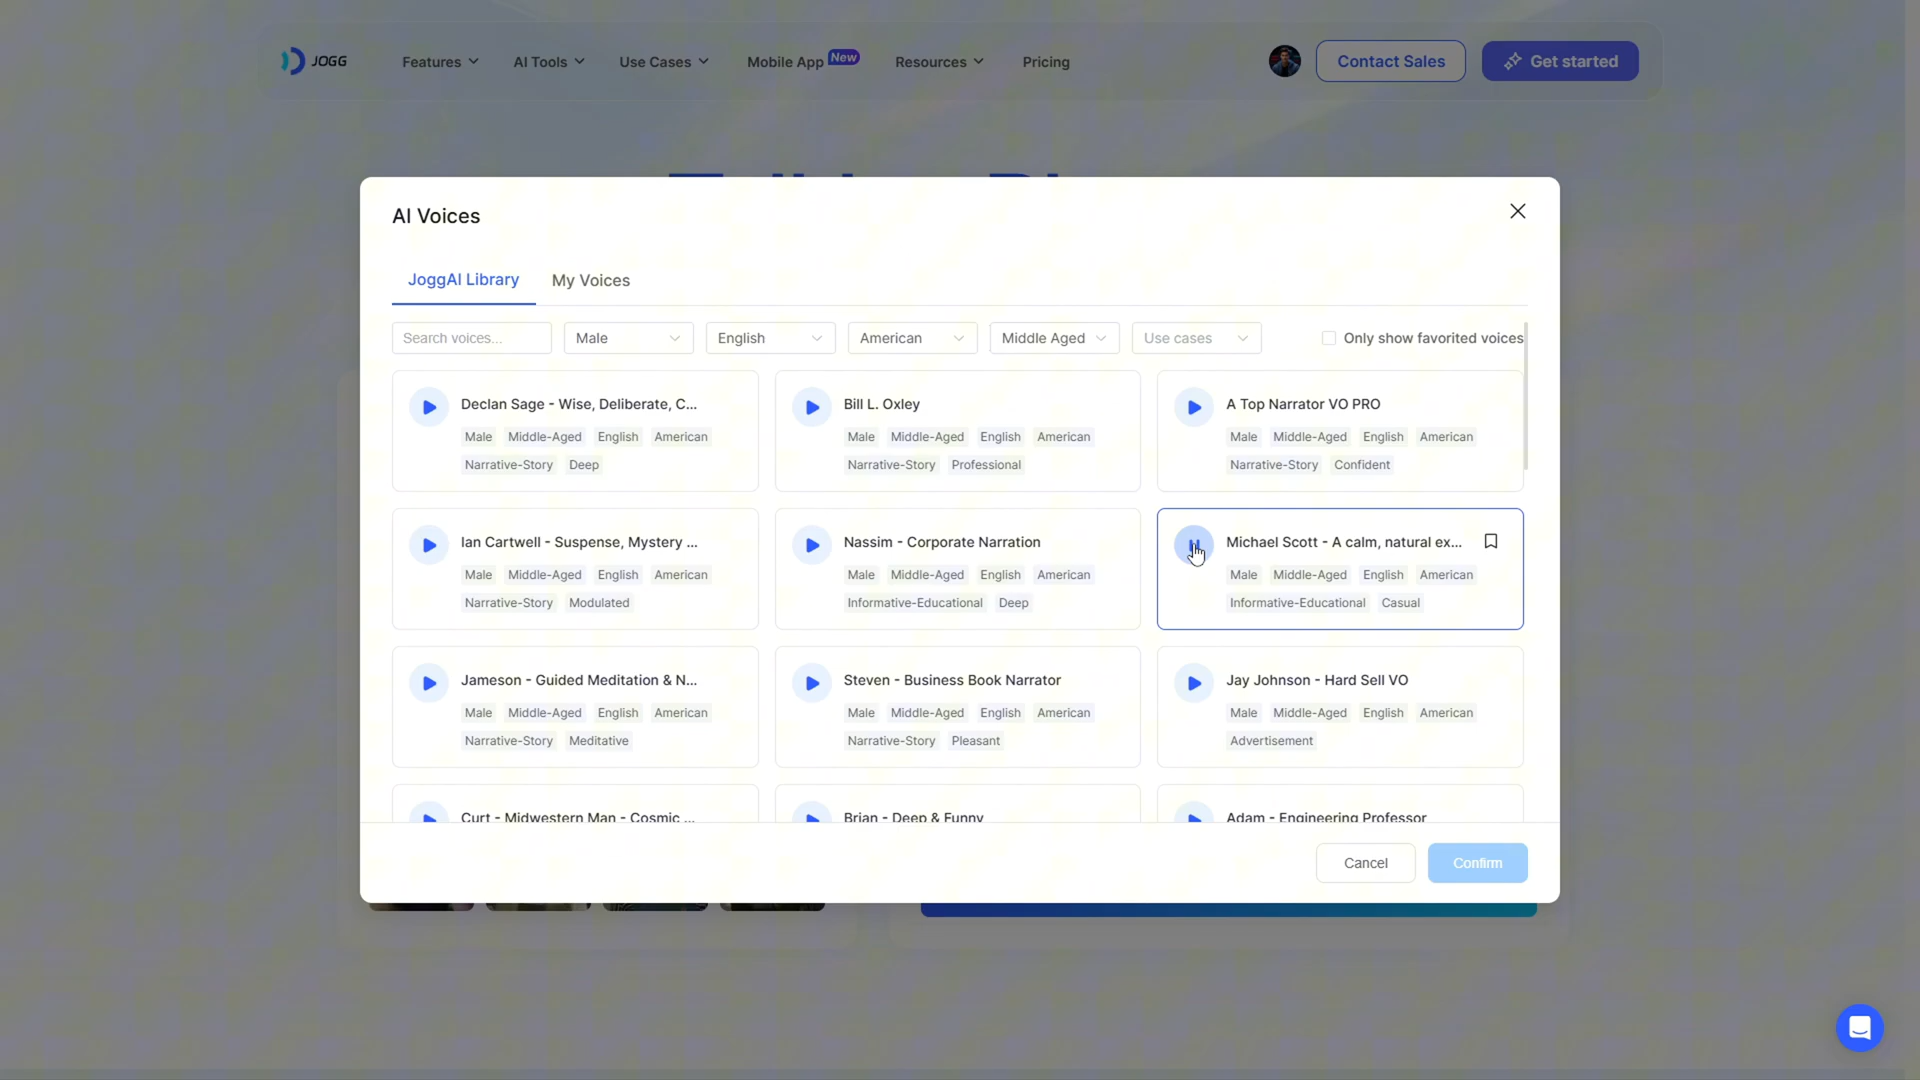 JOGG
Features
AI Tools
Use Cases
Mobile App New
Resources
Pricing
Contact Sales
Get started
AI Voices
JoggAI Library
My Voices
Search voices...
Male
English
American
Middle Aged
Use cases
Only show favorited voices
Declan Sage - Wise, Deliberate, C...
Male Middle-Aged English American
Narrative-Story Deep
Bill L. Oxley
Male Middle-Aged English American
Narrative-Story Professional
A Top Narrator VO PRO
Male Middle-Aged English American
Narrative-Story Confident
Ian Cartwell - Suspense, Mystery ...
Male Middle-Aged English American
Narrative-Story Modulated
Nassim - Corporate Narration
Male Middle-Aged English American
Informative-Educational Deep
Michael Scott - A calm, natural ex...
Male Middle-Aged English American
Informative-Educational Casual
Jameson - Guided Meditation & N...
Male Middle-Aged English American
Narrative-Story Meditative
Steven - Business Book Narrator
Male Middle-Aged English American
Narrative-Story Pleasant
Jay Johnson - Hard Sell VO
Male Middle-Aged English American
Advertisement
Curt - Midwestern Man - Cosmic ...
Brian - Deep & Funny
Adam - Engineering Professor
Cancel
Confirm